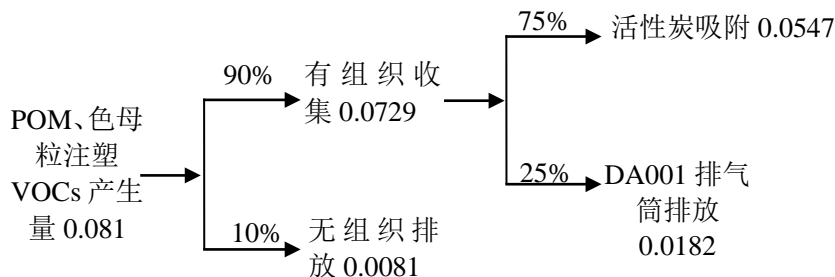 POM、色母
粒注塑
VOCs 产生
量 0.081
90%
有组织收
集 0.0729
10%
无组织排
放 0.0081
75%
活性炭吸附 0.0547
25%
DA001 排气
筒排放
0.0182